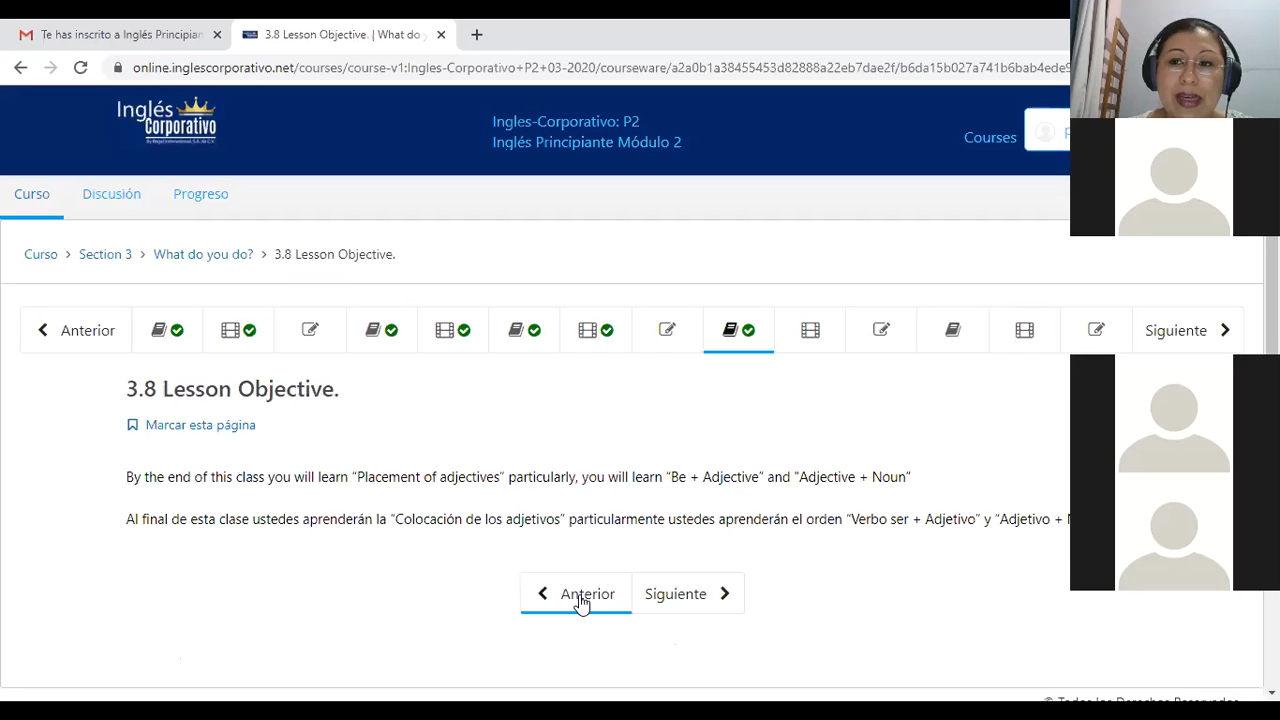 Te has inscrito a Inglés Principian
3.8 Lesson Objective. | What do y
online.inglescorporativo.net/courses/course-v1:Ingles-Corporativo+P2+03-2020/courseware/a2a0b1a38455453d82888a22eb7dae2f/b6da15b027a741b6bab4ede9
Inglés
Corporativo
Ingles-Corporativo: P2
Inglés Principiante Módulo 2
Courses
Curso
Discusión
Progreso
Curso > Section 3 > What do you do? > 3.8 Lesson Objective.
Anterior
Siguiente
3.8 Lesson Objective.
Marcar esta página
By the end of this class you will learn “Placement of adjectives” particularly, you will learn “Be + Adjective” and "Adjective + Noun”
Al final de esta clase ustedes aprenderán la “Colocación de los adjetivos” particularmente ustedes aprenderán el orden “Verbo ser + Adjetivo” y “Adjetivo +
Anterior
Siguiente